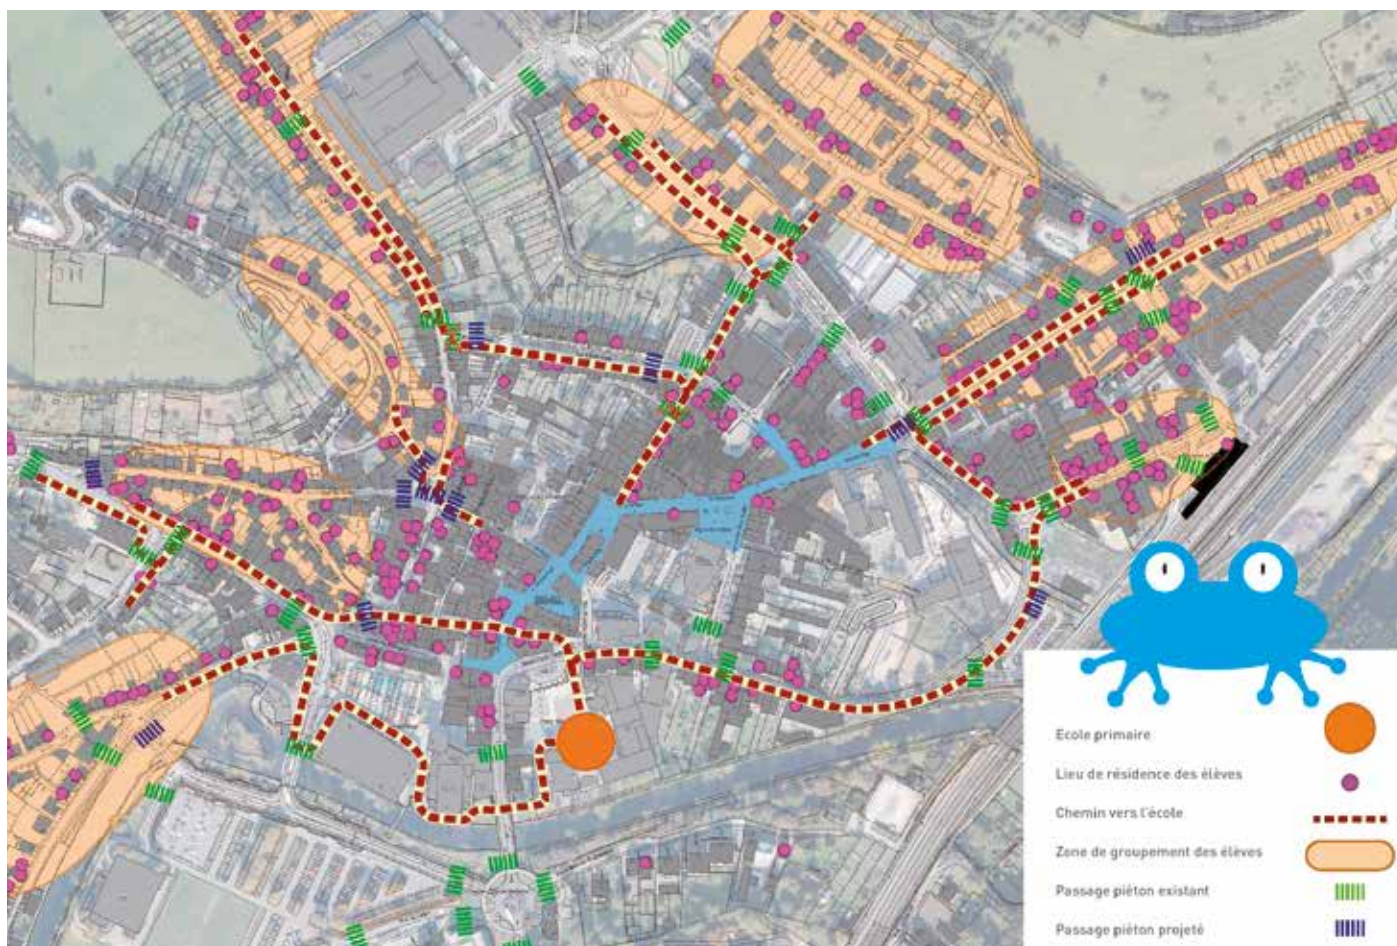 Ecole primaire
Lieu de résidence des élèves
Chemin vers l'école
Zone de groupement des élèves
Passage piéton existant
Passage piéton projeté